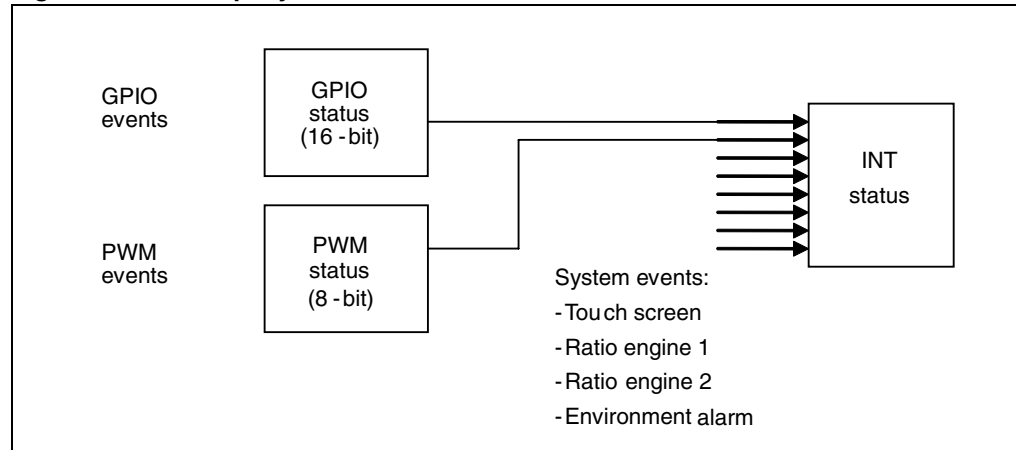 GPIO
events
GPIO
status
(16 -bit)
INT
status
PWM
events
PWM
status
(8 -bit)
System events:
-Touch screen
-Ratio engine 1
-Ratio engine 2
-Environment alarm